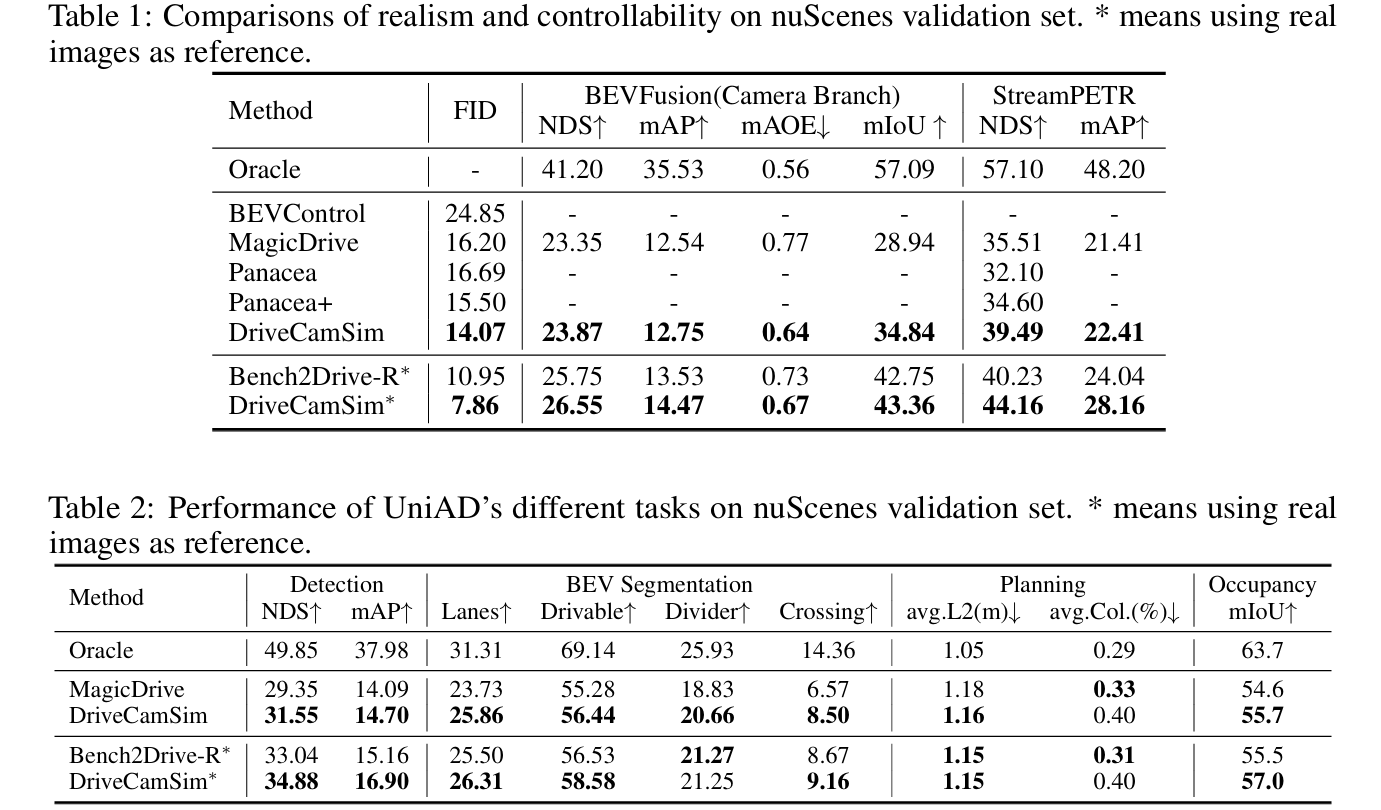 Table 1: Comparisons of realism and controllability on nuScenes validation set. * means using real
images as reference.
Method FID BEVFusion(Camera Branch) StreamPETR
NDS↑ mAP↑ mAOE↓ mIoU ↑ NDS↑ mAP↑
Oracle - 41.20 35.53 0.56 57.09 57.10 48.20
BEVControl 24.85 - - - - - -
MagicDrive 16.20 23.35 12.54 0.77 28.94 35.51 21.41
Panacea 16.69 - - - - 32.10 -
Panacea+ 15.50 - - - - 34.60 -
DriveCamSim 14.07 23.87 12.75 0.64 34.84 39.49 22.41
Bench2Drive-R* 10.95 25.75 13.53 0.73 42.75 40.23 24.04
DriveCamSim* 7.86 26.55 14.47 0.67 43.36 44.16 28.16
Table 2: Performance of UniAD's different tasks on nuScenes validation set. * means using real
images as reference.
Method Detection BEV Segmentation Planning Occupancy
NDS↑ mAP↑ Lanes↑ Drivable↑ Divider↑ Crossing↑ avg.L2(m)↓ avg.Col.(%)↓ mIoU↑
Oracle 49.85 37.98 31.31 69.14 25.93 14.36 1.05 0.29 63.7
MagicDrive 29.35 14.09 23.73 55.28 18.83 6.57 1.18 0.33 54.6
DriveCamSim 31.55 14.70 25.86 56.44 20.66 8.50 1.16 0.40 55.7
Bench2Drive-R* 33.04 15.16 25.50 56.53 21.27 8.67 1.15 0.31 55.5
DriveCamSim* 34.88 16.90 26.31 58.58 21.25 9.16 1.15 0.40 57.0